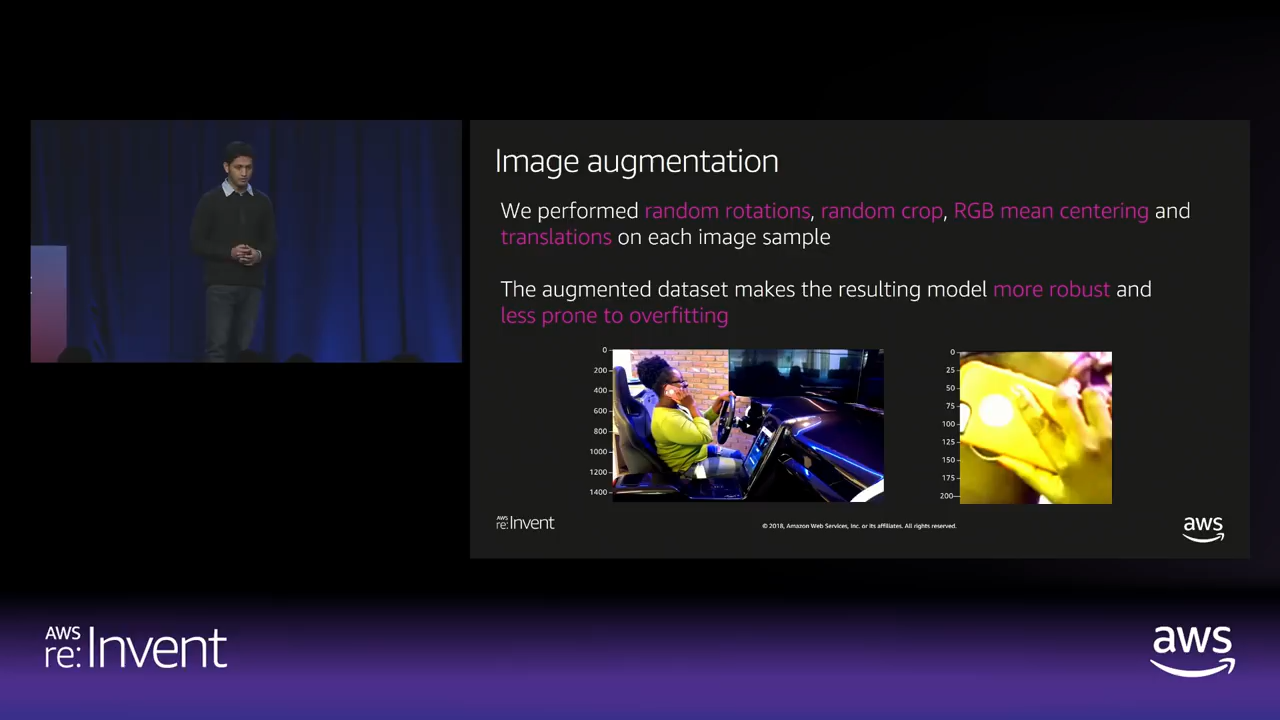 Image augmentation
We performed random rotations, random crop, RGB mean centering and
translations on each image sample
The augmented dataset makes the resulting model more robust and
less prone to overfitting
0
200
400
600
800
1000
1200
1400
0
25
50
75
100
125
150
175
200
AWS
re:Invent
© 2018, Amazon Web Services, Inc. or its affiliates. All rights reserved.
aws
AWS
re:Invent
aws